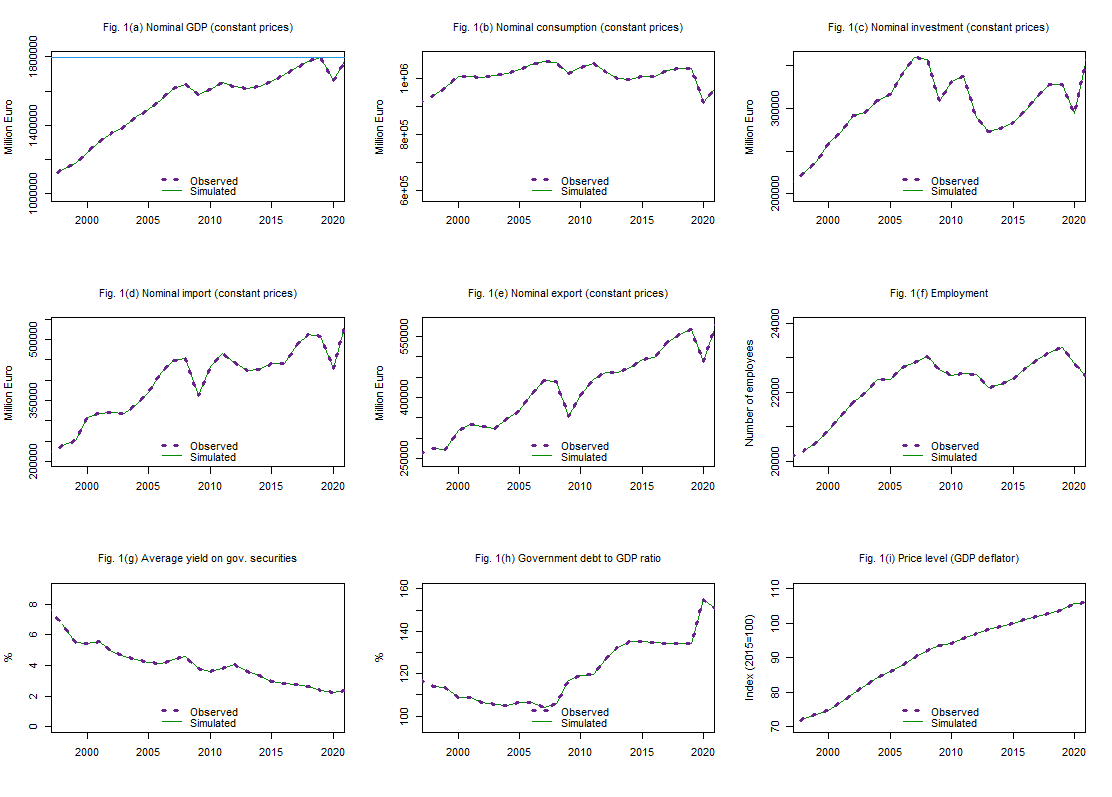 Fig. 1(a) Nominal GDP (constant prices)
Million Euro
1800000
1400000
1000000
Observed
Simulated
2000 2005 2010 2015 2020
Fig. 1(b) Nominal consumption (constant prices)
Million Euro
1e+06
8e+05
6e+05
Observed
Simulated
2000 2005 2010 2015 2020
Fig. 1(c) Nominal investment (constant prices)
Million Euro
300000
200000
Observed
Simulated
2000 2005 2010 2015 2020
Fig. 1(d) Nominal import (constant prices)
Million Euro
500000
350000
200000
Observed
Simulated
2000 2005 2010 2015 2020
Fig. 1(e) Nominal export (constant prices)
Million Euro
550000
400000
250000
Observed
Simulated
2000 2005 2010 2015 2020
Fig. 1(f) Employment
Number of employees
24000
22000
20000
Observed
Simulated
2000 2005 2010 2015 2020
Fig. 1(g) Average yield on gov. securities
%
8
6
4
2
0
Observed
Simulated
2000 2005 2010 2015 2020
Fig. 1(h) Government debt to GDP ratio
%
160
140
120
100
Observed
Simulated
2000 2005 2010 2015 2020
Fig. 1(i) Price level (GDP deflator)
Index (2015=100)
110
100
90
80
70
Observed
Simulated
2000 2005 2010 2015 2020